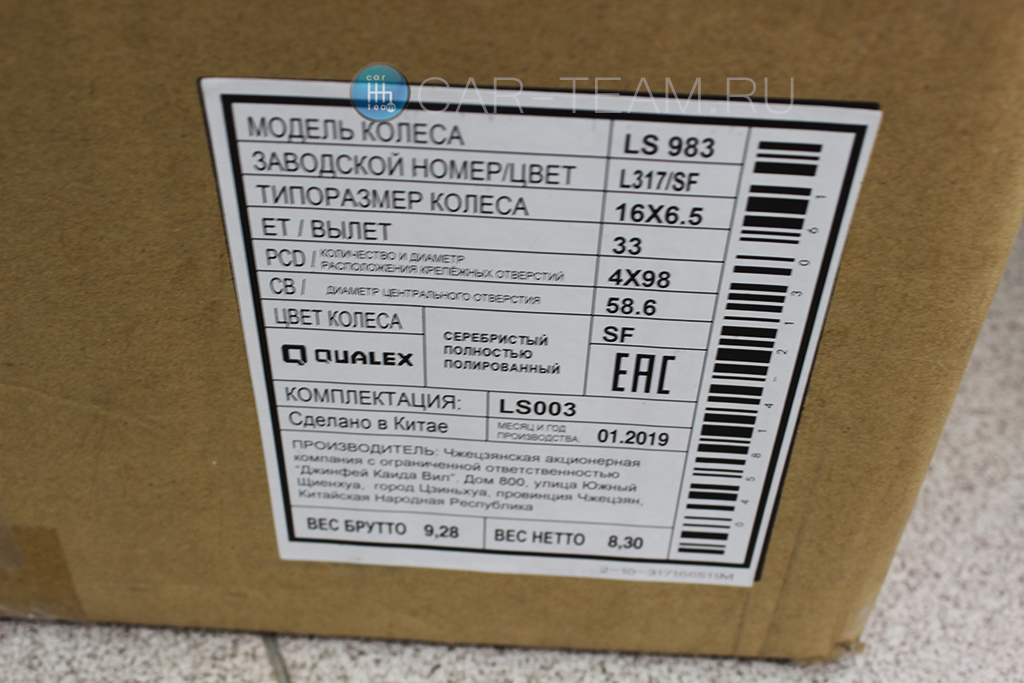 car
team
CAR-TEAM.RU
МОДЕЛЬ КОЛЕСА LS 983
ЗАВОДСКОЙ НОМЕР/ЦВЕТ L317/SF
ТИПОРАЗМЕР КОЛЕСА 16X6.5
ET / ВЫЛЕТ 33
PCD / КОЛИЧЕСТВО И ДИАМЕТР
РАСПОЛОЖЕНИЯ КРЕПЁЖНЫХ ОТВЕРСТИЙ 4X98
CB / ДИАМЕТР ЦЕНТРАЛЬНОГО ОТВЕРСТИЯ 58.6
ЦВЕТ КОЛЕСА
СЕРЕБРИСТЫЙ
ПОЛНОСТЬЮ
ПОЛИРОВАННЫЙ
SF
QUALEX
EAC
КОМПЛЕКТАЦИЯ: LS003
Сделано в Китае
МЕСЯЦ И ГОД
ПРОИЗВОДСТВА: 01.2019
ПРОИЗВОДИТЕЛЬ: Чжецзянская акционерная
компания с ограниченной ответственностью
"Джинфей Каида Вил". Дом 800, улица Южный
Щиенхуа, город Цзиньхуа, провинция Чжецзян,
Китайская Народная Республика
ВЕС БРУТТО 9,28 ВЕС НЕТТО 8,30